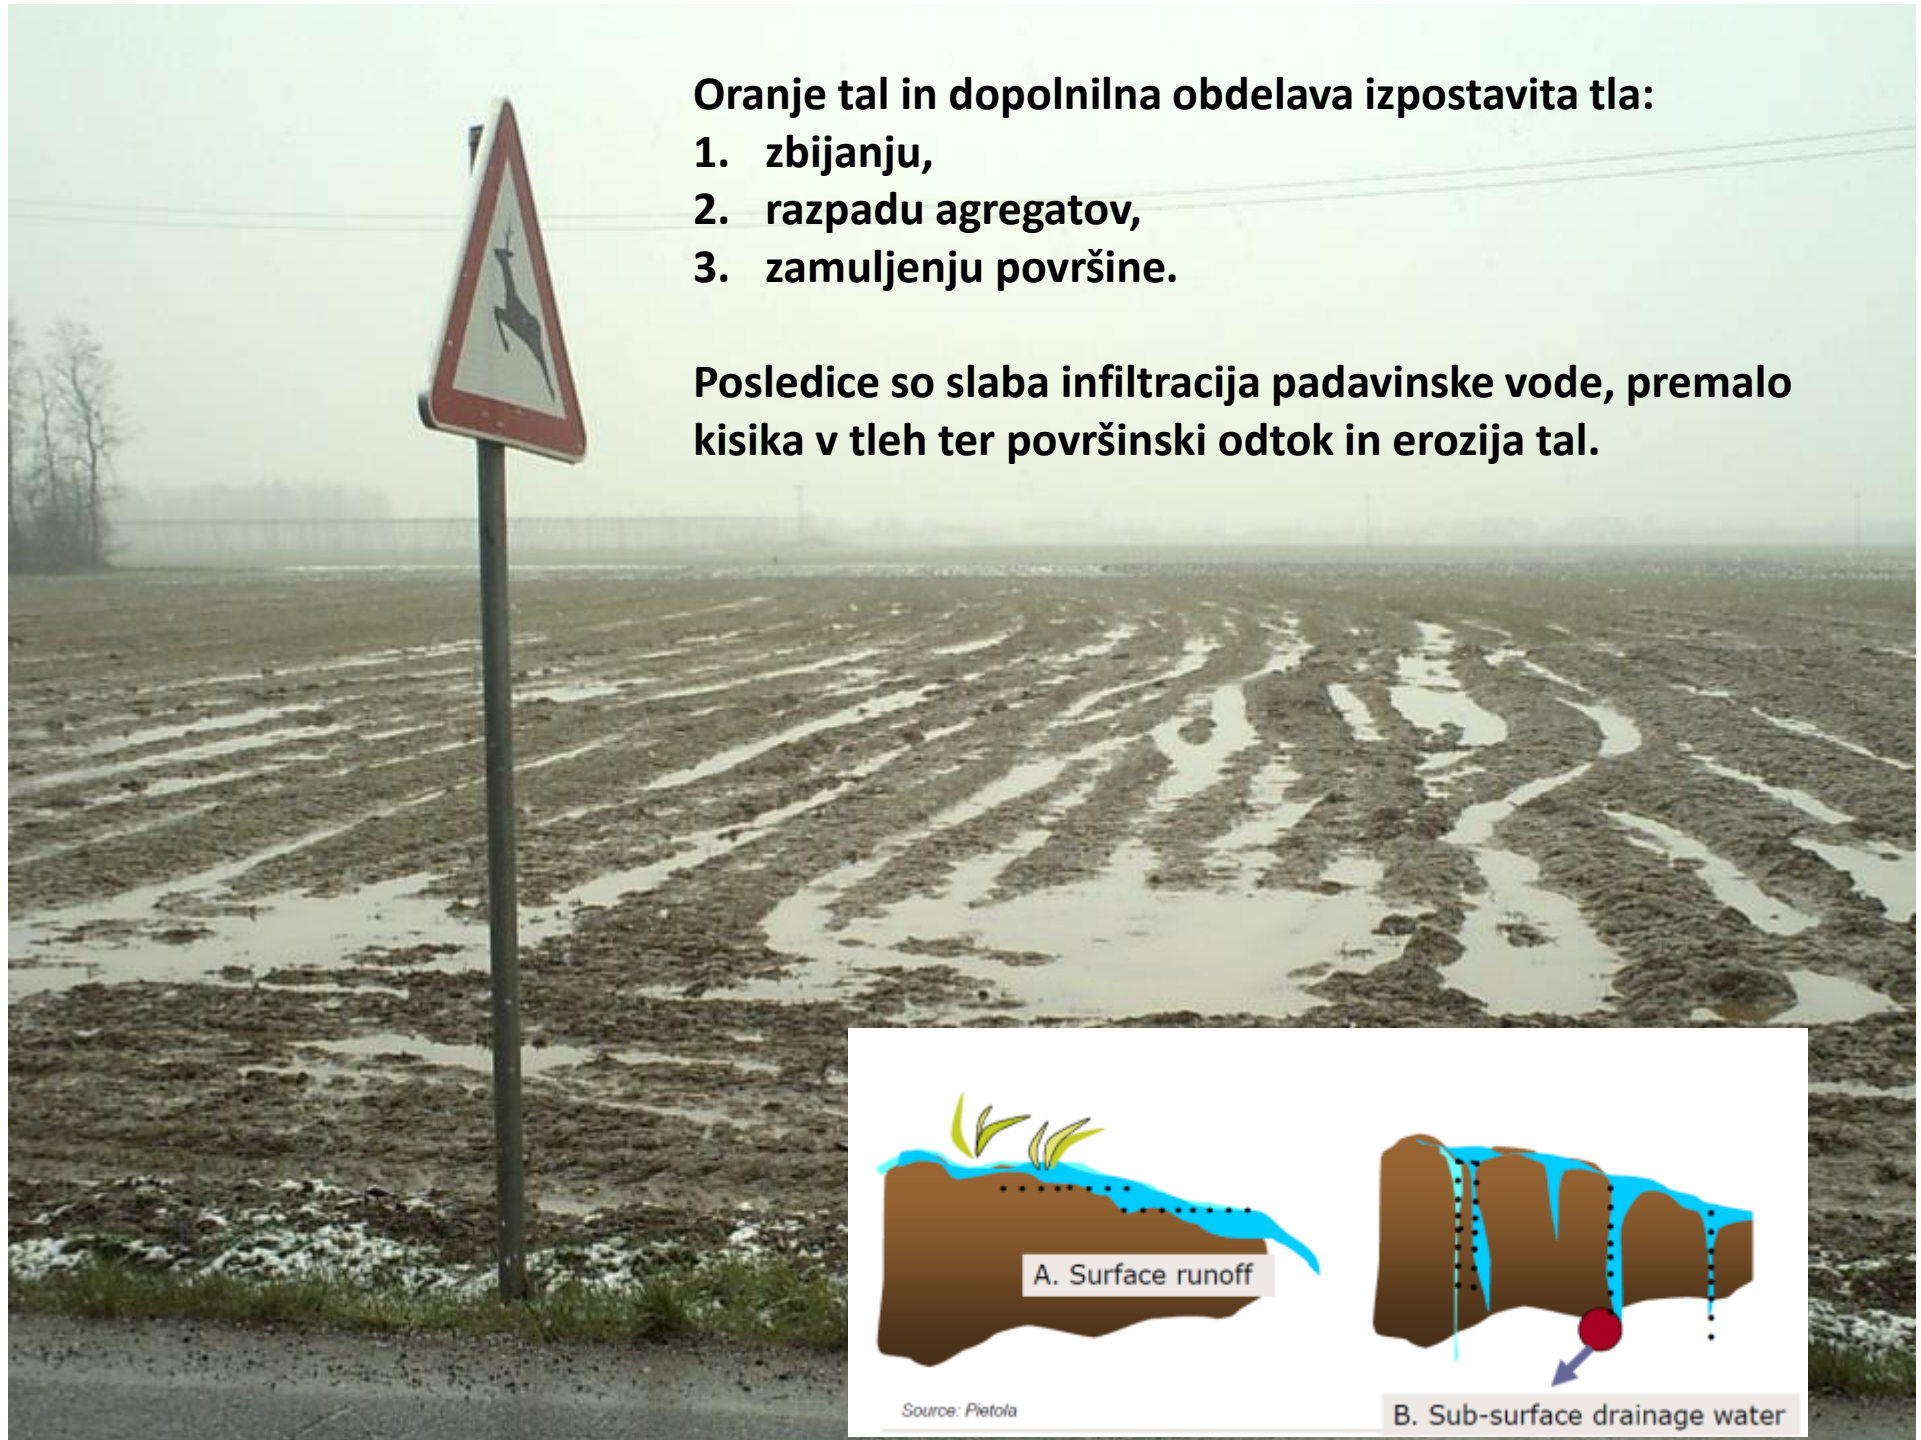 Oranje tal in dopolnilna obdelava izpostavita tla:
1. zbijanju,
2. razpadu agregatov,
3. zamuljenju površine.
Posledice so slaba infiltracija padavinske vode, premalo
kisika v tleh ter površinski odtok in erozija tal.
A. Surface runoff
Source: Pietola
B. Sub-surface drainage water